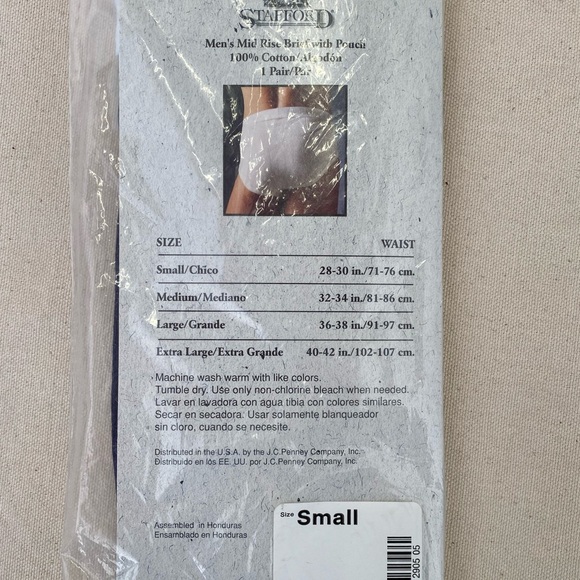 STAFFORD
Men's Mid Rise Brief with Pouch
100% Cotton/Algodón
1 Pair/Par
SIZE WAIST
Small/Chico 28-30 in./71-76 cm.
Medium/Mediano 32-34 in./81-86 cm.
Large/Grande 36-38 in./91-97 cm.
Extra Large/Extra Grande 40-42 in./102-107 cm.
Machine wash warm with like colors.
Tumble dry. Use only non-chlorine bleach when needed.
Lavar en lavadora con agua tibia con colores similares.
Secar en secadora. Usar solamente blanqueador
sin cloro, cuando se necesite.
Distributed in the U.S.A. by the J.C.Penney Company, Inc.
Distribuido en los EE. UU. por J.C.Penney Company, Inc.
Assembled in Honduras
Ensamblado en Honduras
Size Small
2905 05